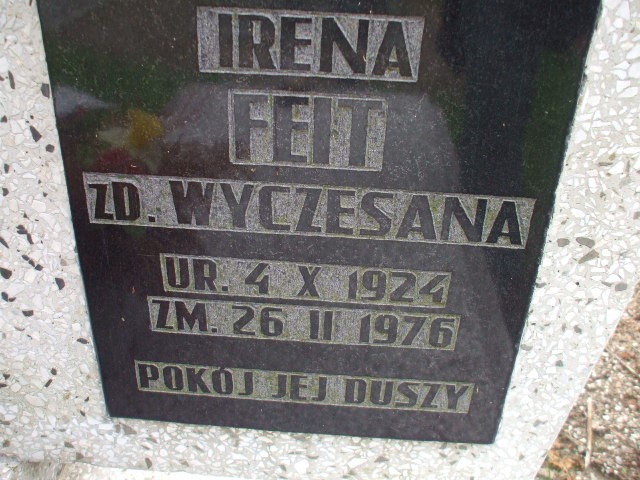 IRENA
FEIT
ZD. WYCZESANA
UR. 4 X 1924
ZM. 26 II 1976
POKÓJ JEJ DUSZY